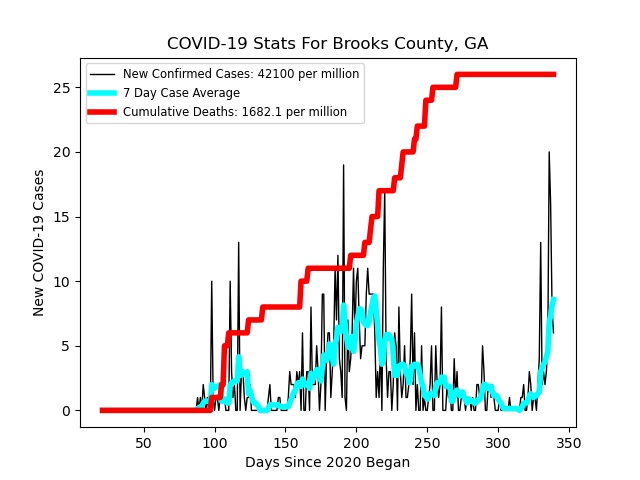 COVID-19 Stats For Brooks County, GA
New Confirmed Cases: 42100 per million
7 Day Case Average
Cumulative Deaths: 1682.1 per million
New COVID-19 Cases
25
20
15
10
5
0
50
100
150
200
250
300
350
Days Since 2020 Began